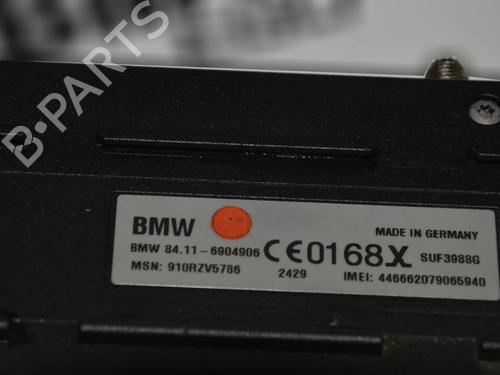 B-PARTS
BMW
MADE IN GERMANY
BMW 84.11-6904906 CE0168X SUF3988G
MSN: 910RZV5786 2429 IMEI: 446662079065940